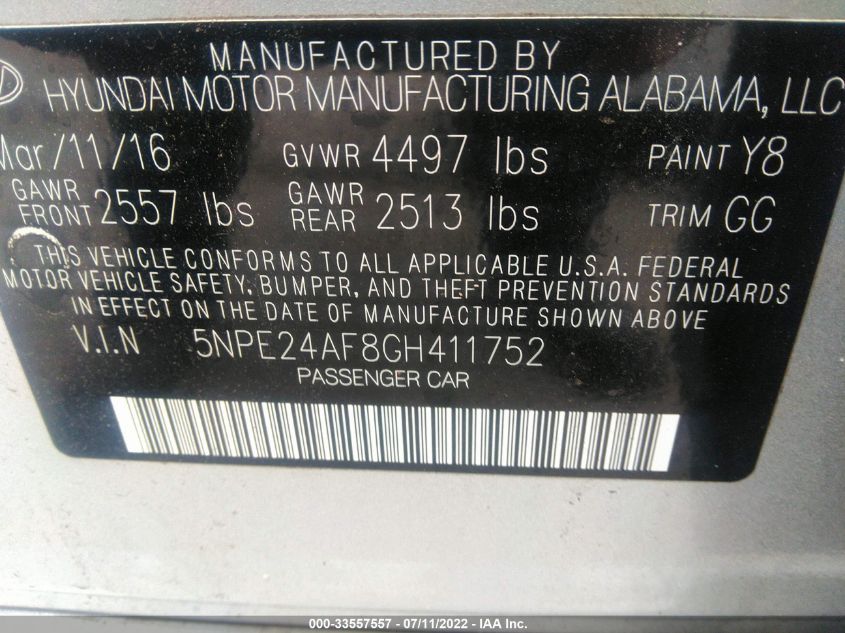 MANUFACTURED BY
HYUNDAI MOTOR MANUFACTURING ALABAMA, LLC
Mar/11/16 GVWR 4497 lbs PAINT Y8
GAWR FRONT 2557 lbs GAWR REAR 2513 lbs TRIM GG
THIS VEHICLE CONFORMS TO ALL APPLICABLE U.S.A. FEDERAL
MOTOR VEHICLE SAFETY, BUMPER, AND THEFT PREVENTION STANDARDS
IN EFFECT ON THE DATE OF MANUFACTURE SHOWN ABOVE
V.I.N 5NPE24AF8GH411752
PASSENGER CAR
000-33557557 - 07/11/2022 - IAA Inc.